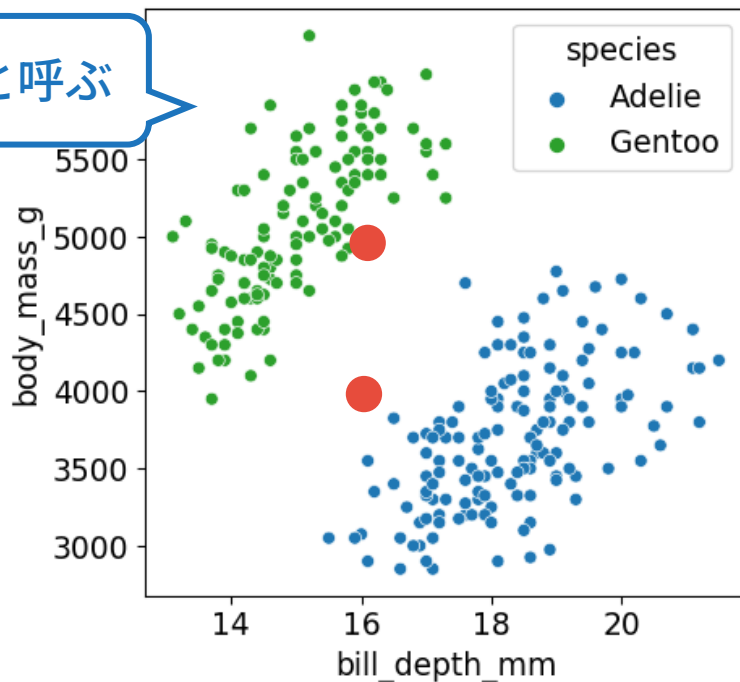 と呼ぶ
species
Adelie
Gentoo
5500
5000
4500
4000
3500
3000
body_mass_g
14 16 18 20
bill_depth_mm